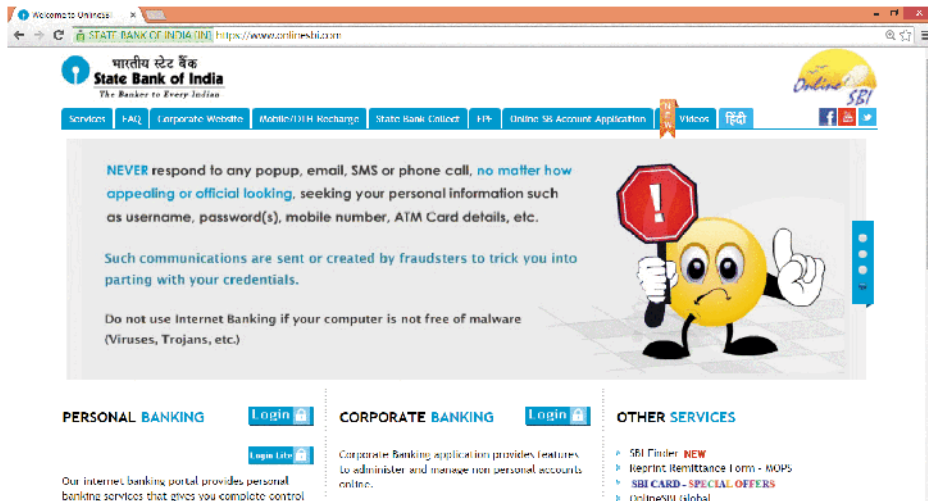 Welcome to OnlineSBI
STATE BANK OF INDIA [IN] https://www.onlinesbi.com
भारतीय स्टेट बैंक
State Bank of India
The Banker to Every Indian
Online SBI
Services FAQ Corporate Website Mobile/DTH Recharge State Bank Collect Online SB Account Application NEW Videos हिंदी
NEVER respond to any popup, email, SMS or phone call, no matter how
appealing or official looking, seeking your personal information such
as username, password(s), mobile number, ATM Card details, etc.
Such communications are sent or created by fraudsters to trick you into
parting with your credentials.
Do not use Internet Banking if your computer is not free of malware
(Viruses, Trojans, etc.)
PERSONAL BANKING Login CORPORATE BANKING Login OTHER SERVICES
Login Lite
Our internet banking portal provides personal
banking services that gives you complete control
Corporate Banking application provides features
to administer and manage non personal accounts
online.
SBI Finder NEW
Reprint Remittance Form - MOPS
SBI CARD - SPECIAL OFFERS
OnlineSBI Global